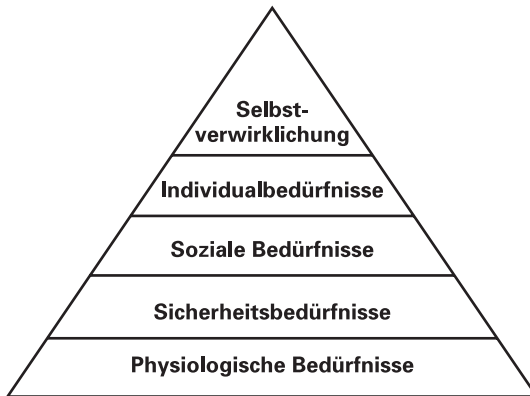 Selbst-
verwirklichung
Individualbedürfnisse
Soziale Bedürfnisse
Sicherheitsbedürfnisse
Physiologische Bedürfnisse